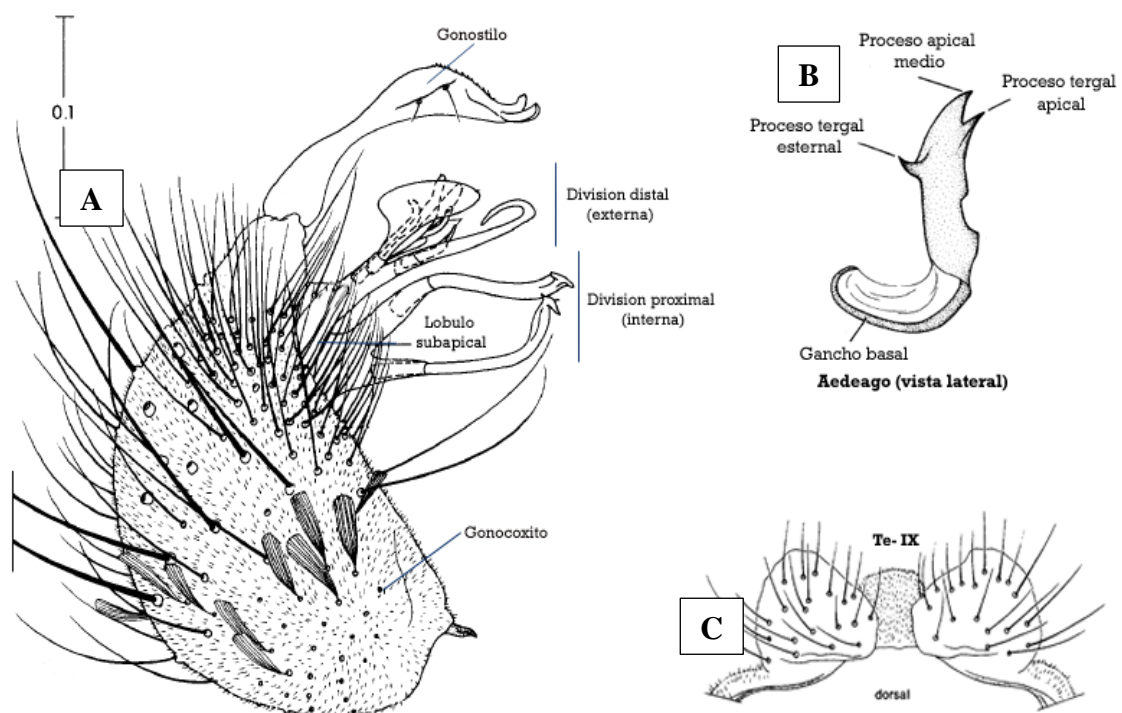 0.1
A
Gonostilo
Division distal
(externa)
Division proximal
(interna)
Lobulo
subapical
Gonocoxito
B
Proceso apical
medio
Proceso tergal
apical
Proceso tergal
esternal
Gancho basal
Aedeago (vista lateral)
C
Te- IX
dorsal